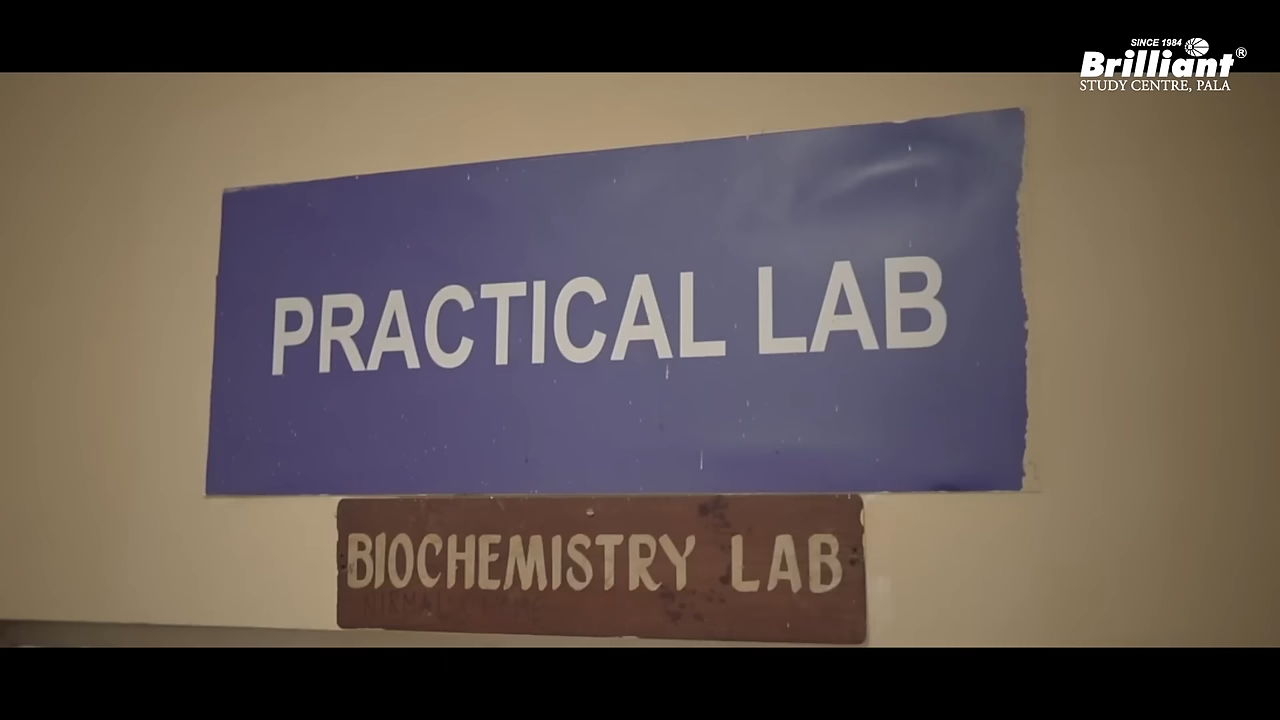 SINCE 1984
Brilliant®
STUDY CENTRE, PALA
PRACTICAL LAB
BIOCHEMISTRY LAB